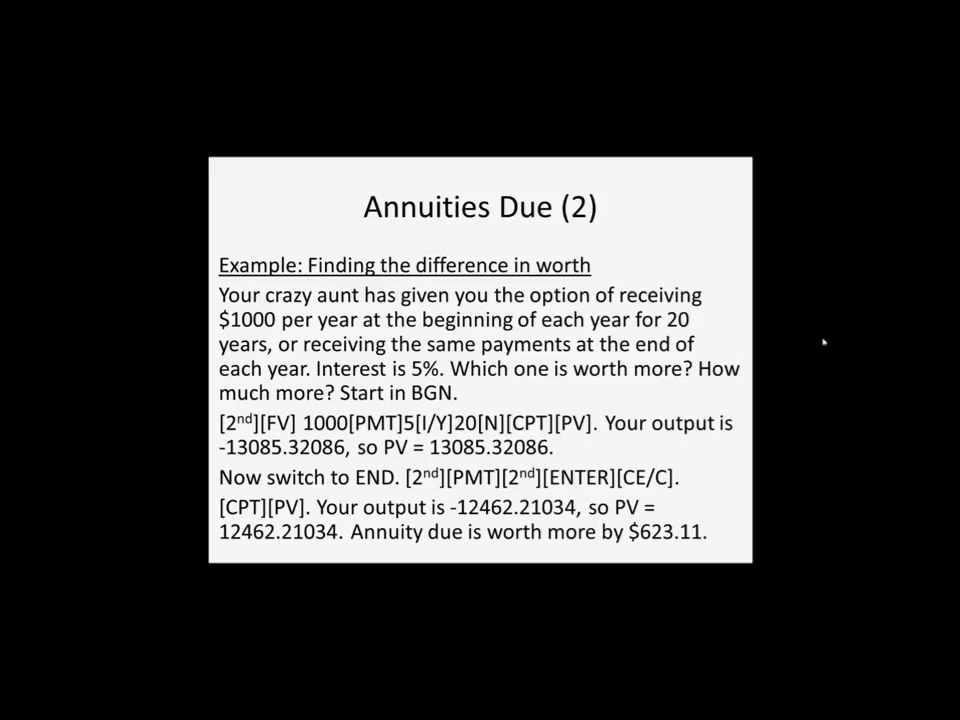 Annuities Due (2)
Example: Finding the difference in worth
Your crazy aunt has given you the option of receiving
$1000 per year at the beginning of each year for 20
years, or receiving the same payments at the end of
each year. Interest is 5%. Which one is worth more? How
much more? Start in BGN.
[2nd][FV] 1000[PMT]5[I/Y]20[N][CPT][PV]. Your output is
-13085.32086, so PV = 13085.32086.
Now switch to END. [2nd][PMT][2nd][ENTER][CE/C].
[CPT][PV]. Your output is -12462.21034, so PV =
12462.21034. Annuity due is worth more by $623.11.